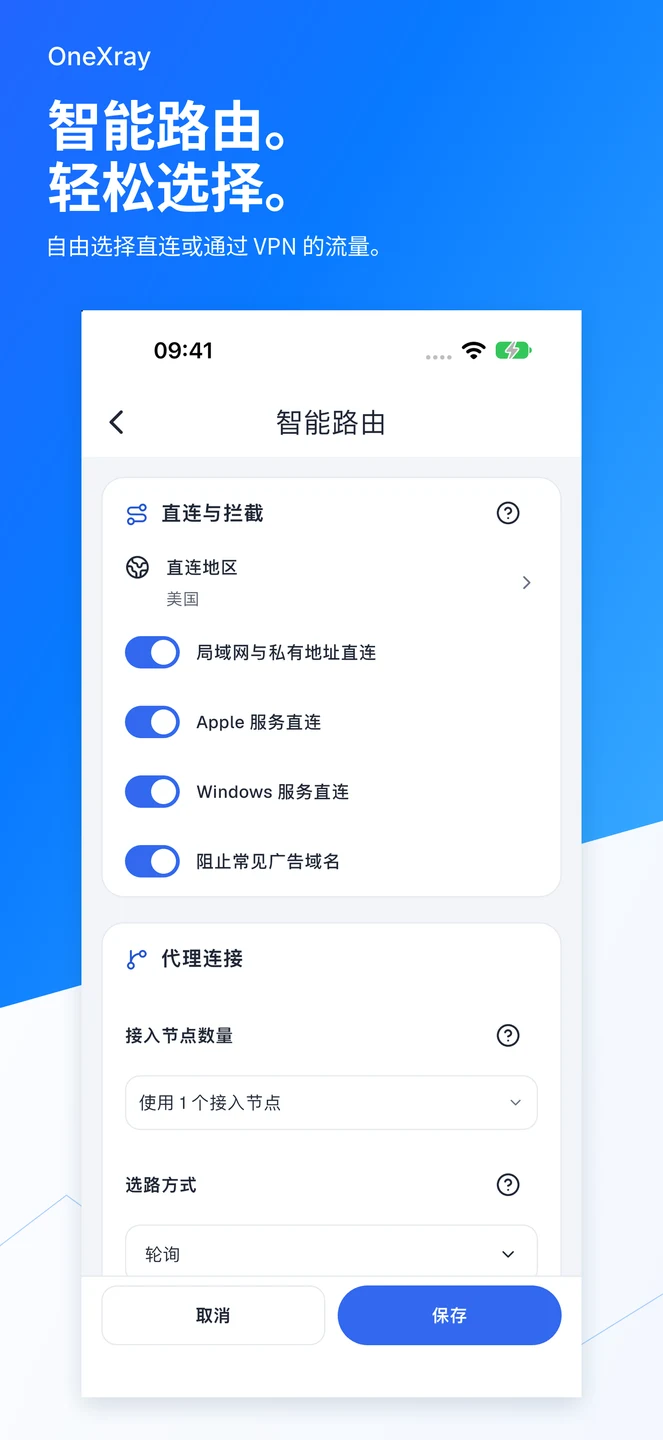 OneXray
智能路由。
轻松选择。
自由选择直连或通过 VPN 的流量。
09:41
智能路由
直连与拦截
直连地区
美国
局域网与私有地址直连
Apple 服务直连
Windows 服务直连
阻止常见广告域名
代理连接
接入节点数量
使用 1 个接入节点
选路方式
轮询
取消
保存